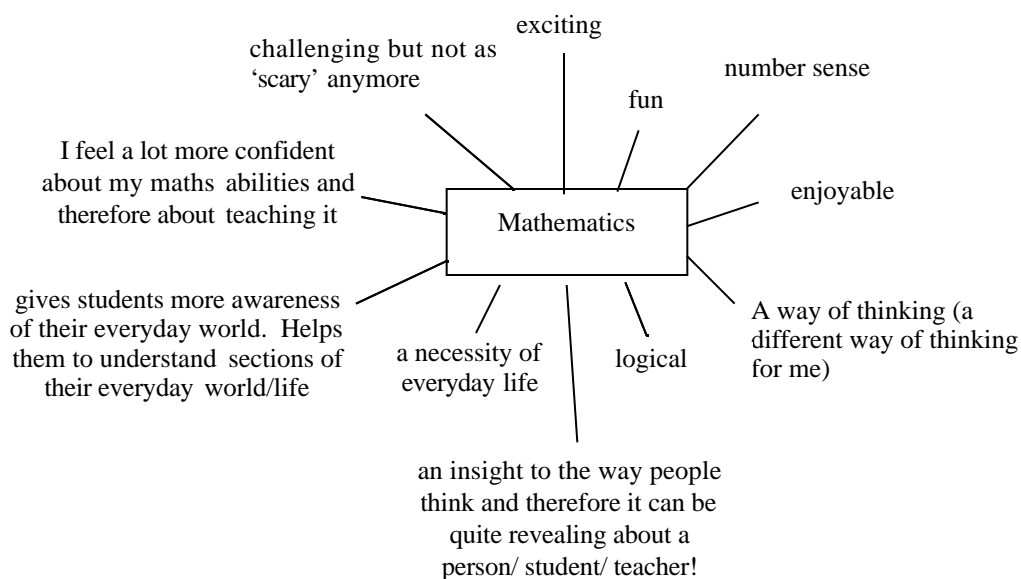 exciting
challenging but not as
‘scary’ anymore
number sense
fun
I feel a lot more confident
about my maths abilities and
therefore about teaching it
enjoyable
Mathematics
gives students more awareness
of their everyday world. Helps
them to understand sections of
their everyday world/life
A way of thinking (a
different way of thinking
for me)
a necessity of
everyday life
logical
an insight to the way people
think and therefore it can be
quite revealing about a
person/ student/ teacher!